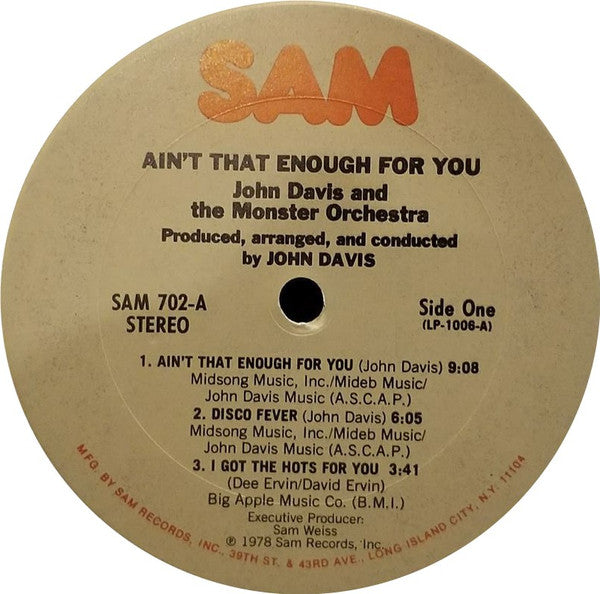 SAM
AIN'T THAT ENOUGH FOR YOU
John Davis and
the Monster Orchestra
Produced, arranged, and conducted
by JOHN DAVIS
SAM 702-A
STEREO
Side One
(LP-1006-A)
1. AIN'T THAT ENOUGH FOR YOU (John Davis) 9:08
Midsong Music, Inc./Mideb Music/
John Davis Music (A.S.C.A.P.)
2. DISCO FEVER (John Davis) 6:05
Midsong Music, Inc./Mideb Music/
John Davis Music (A.S.C.A.P.)
3. I GOT THE HOTS FOR YOU 3:41
(Dee Ervin/David Ervin)
Big Apple Music Co. (B.M.I.)
Executive Producer:
Sam Weiss
℗ 1978 Sam Records, Inc.
MFG. BY SAM RECORDS, INC., 39TH ST. & 43RD AVE., LONG ISLAND CITY, N.Y. 11104